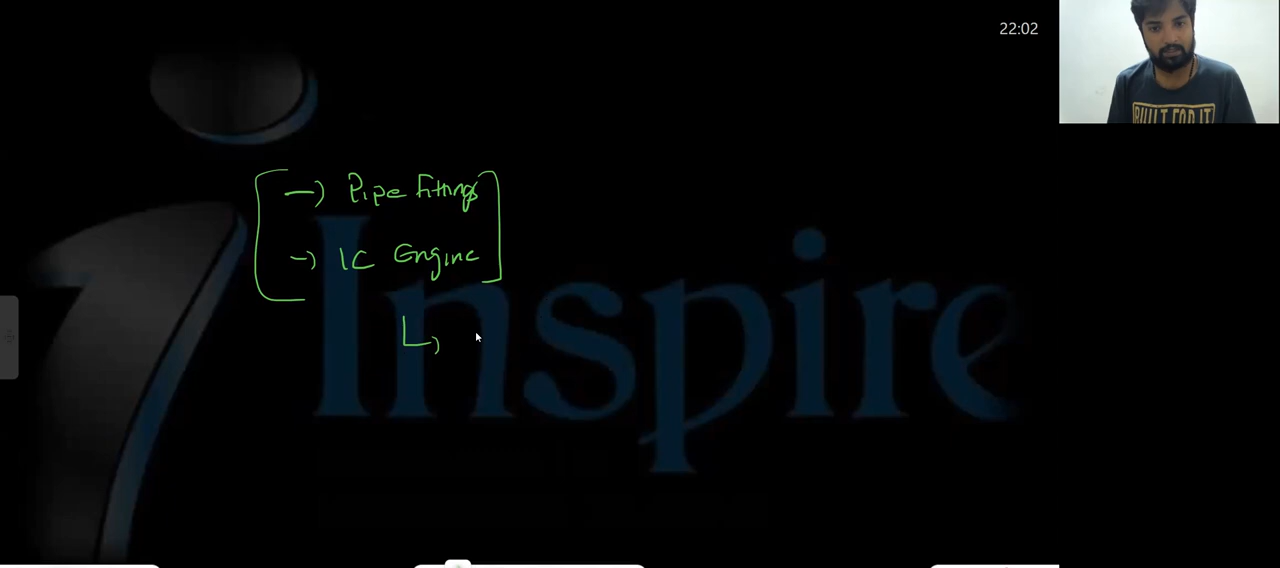 22:02
BUILT FOR IT
→ Pipe Fittings
→ IC Engine
Inspire